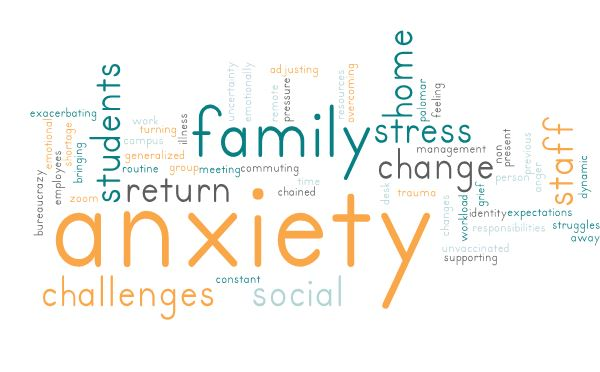 home
uncertainty
emotionally
remote
adjusting
pressure
resources
overcoming
palomar
feeling
students
exacerbating
emotional
shortage
bringing
work
turning
campus
illness
family
stress
staff
employees
bureaucracy
generalized
routine
group
meeting
commuting
management
change
non
present
previous
person
anger
dynamic
zoom
return
time
chained
desk
trauma
grief
workload
changes
identity
expectations
responsibilities
struggles
away
anxiety
unvaccinated
supporting
constant
challenges
social